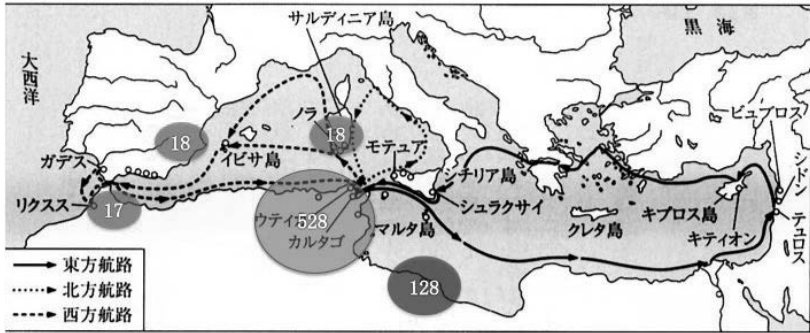 サルディニア島
黒海
大西洋
ノラ
18
18
モテュア
ビュブロス
ガデス
イビサ島
シチリア島
シドン
リクスス
17
ウティ
528
シュラクサイ
キプロス島
テュロス
カルタゴ
マルタ島
クレタ島
キティオン
128
東方航路
北方航路
西方航路